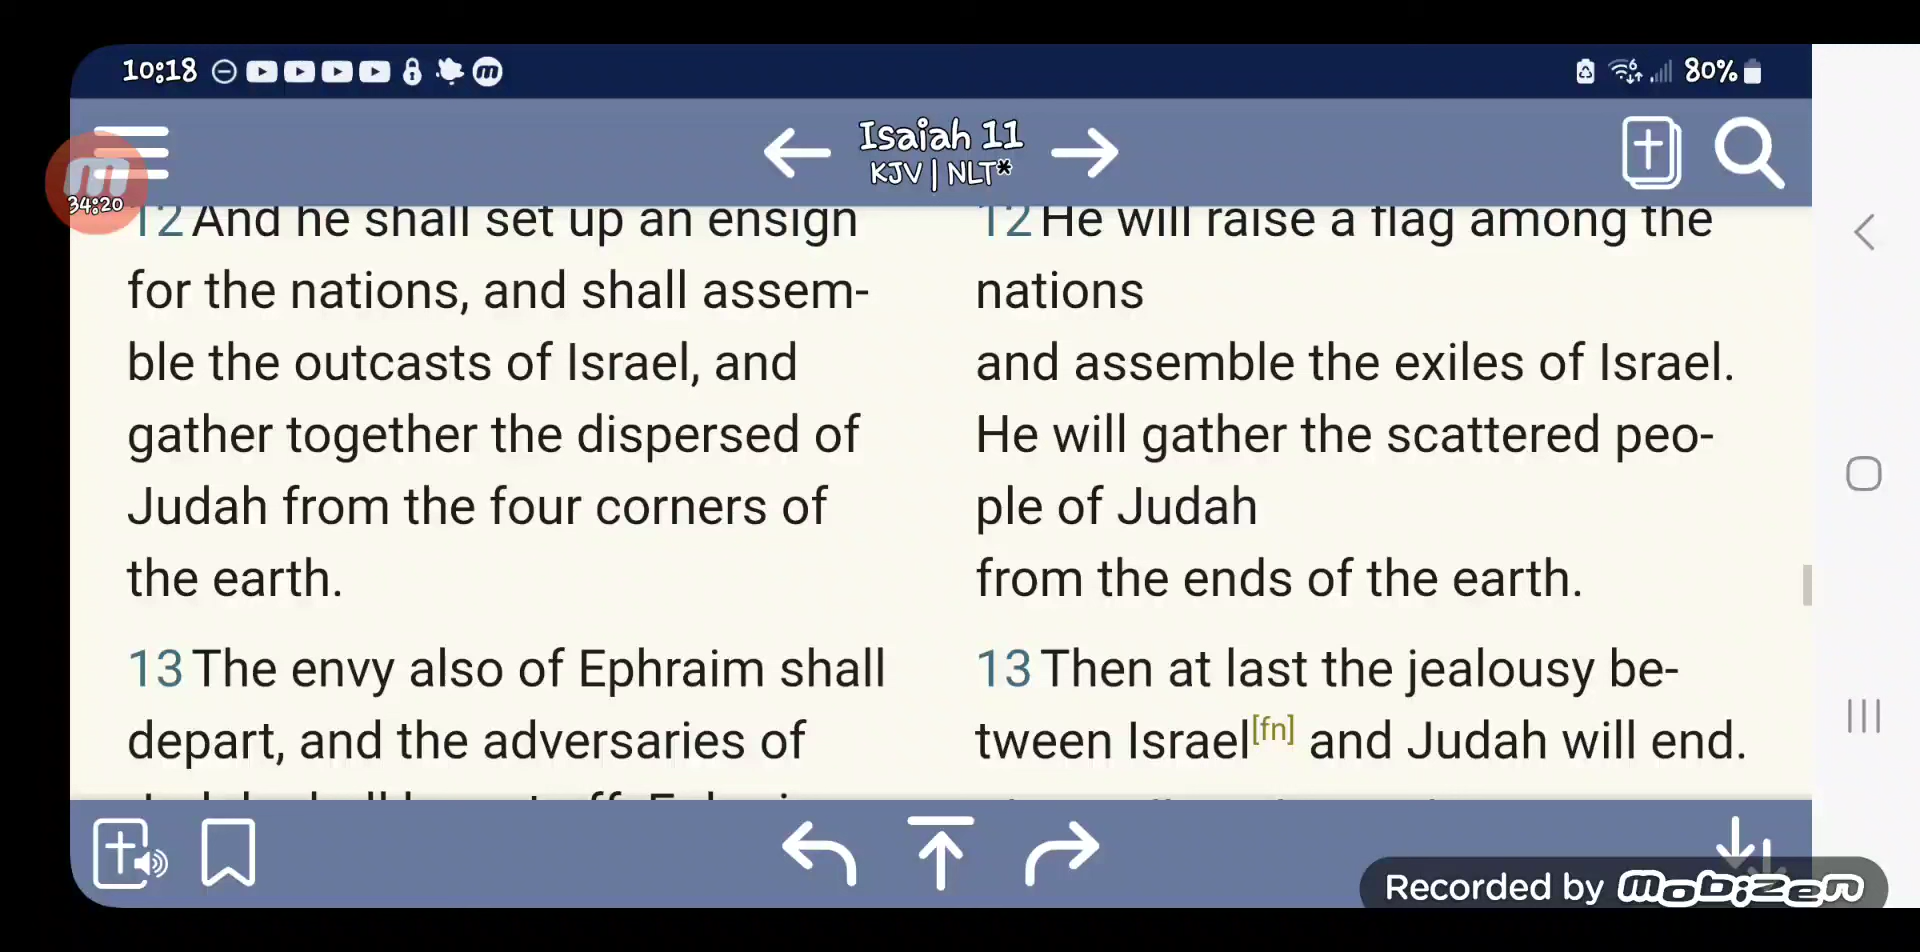 10:18
80%
Isaiah 11
KJV | NLT*
34:20
12 And he shall set up an ensign
for the nations, and shall assem-
ble the outcasts of Israel, and
gather together the dispersed of
Judah from the four corners of
the earth.
13 The envy also of Ephraim shall
depart, and the adversaries of
12 He will raise a flag among the
nations
and assemble the exiles of Israel.
He will gather the scattered peo-
ple of Judah
from the ends of the earth.
13 Then at last the jealousy be-
tween Israel[fn] and Judah will end.
Recorded by Mobizen